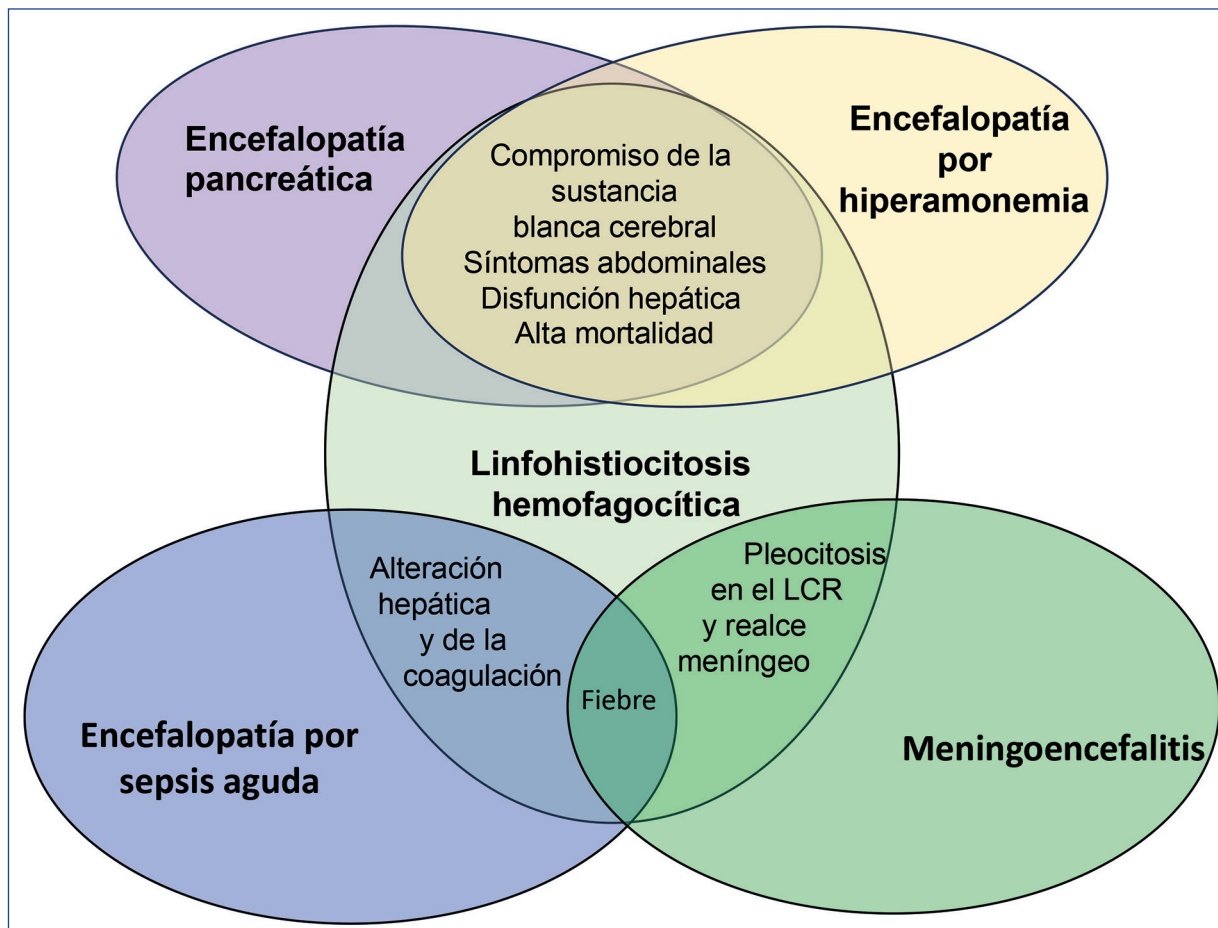 Encefalopatía
pancreática
Encefalopatía
por
hiperamonemia
Compromiso de la
sustancia
blanca cerebral
Síntomas abdominales
Disfunción hepática
Alta mortalidad
Linfohistiocitosis
hemofagocítica
Alteración
hepática
y de la
coagulación
Pleocitosis
en el LCR
y realce
meníngeo
Fiebre
Encefalopatía por
sepsis aguda
Meningoencefalitis